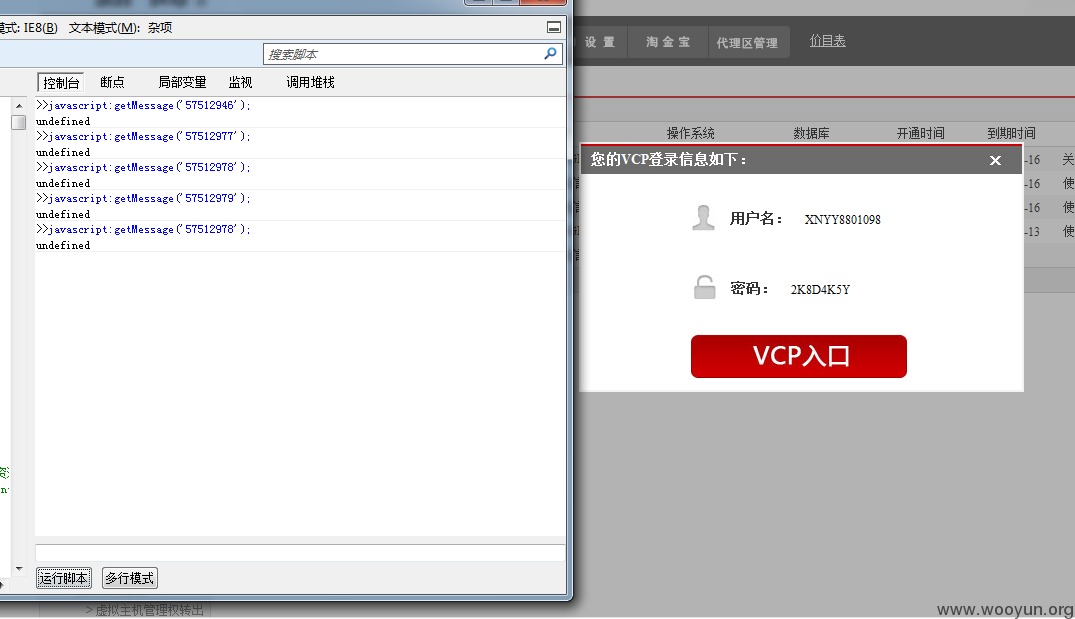 模式: IE8(B) 文本模式(M): 杂项
搜索脚本
控制台 断点 局部变量 监视 调用堆栈
>>javascript:getMessage('57512946');
undefined
>>javascript:getMessage('57512977');
undefined
>>javascript:getMessage('57512978');
undefined
>>javascript:getMessage('57512979');
undefined
>>javascript:getMessage('57512978');
undefined
运行脚本 多行模式
设 置 淘 金 宝 代理区管理 价目表
操作系统 数据库 开通时间 到期时间
-16 关
-16 使
-16 使
-13 使
您的VCP登录信息如下：
用户名： XNYY8801098
密码： 2K8D4K5Y
VCP入口
> 虚拟主机管理权转出
www.wooyun.org